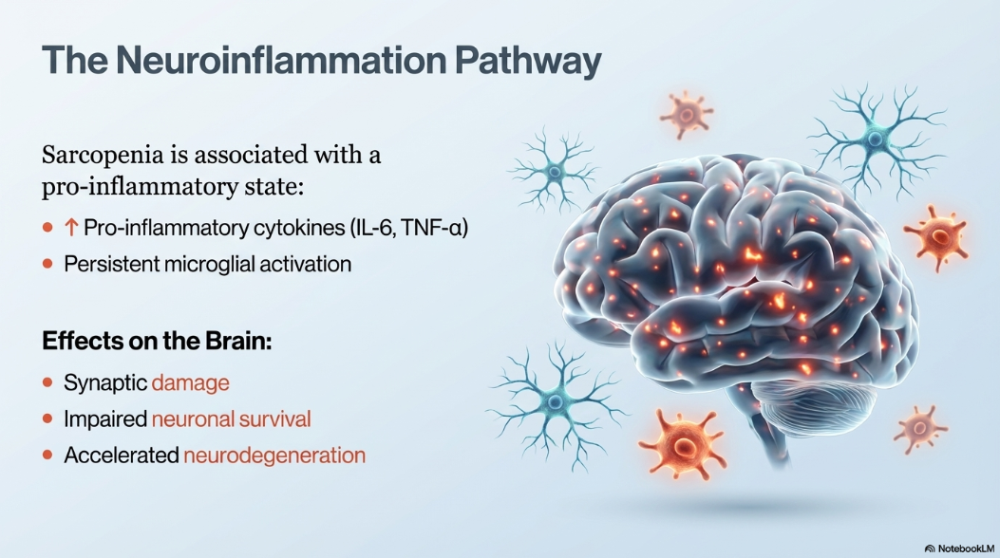 The Neuroinflammation Pathway
Sarcopenia is associated with a
pro-inflammatory state:
• ↑ Pro-inflammatory cytokines (IL-6, TNF-α)
• Persistent microglial activation
Effects on the Brain:
• Synaptic damage
• Impaired neuronal survival
• Accelerated neurodegeneration
NotebookLM